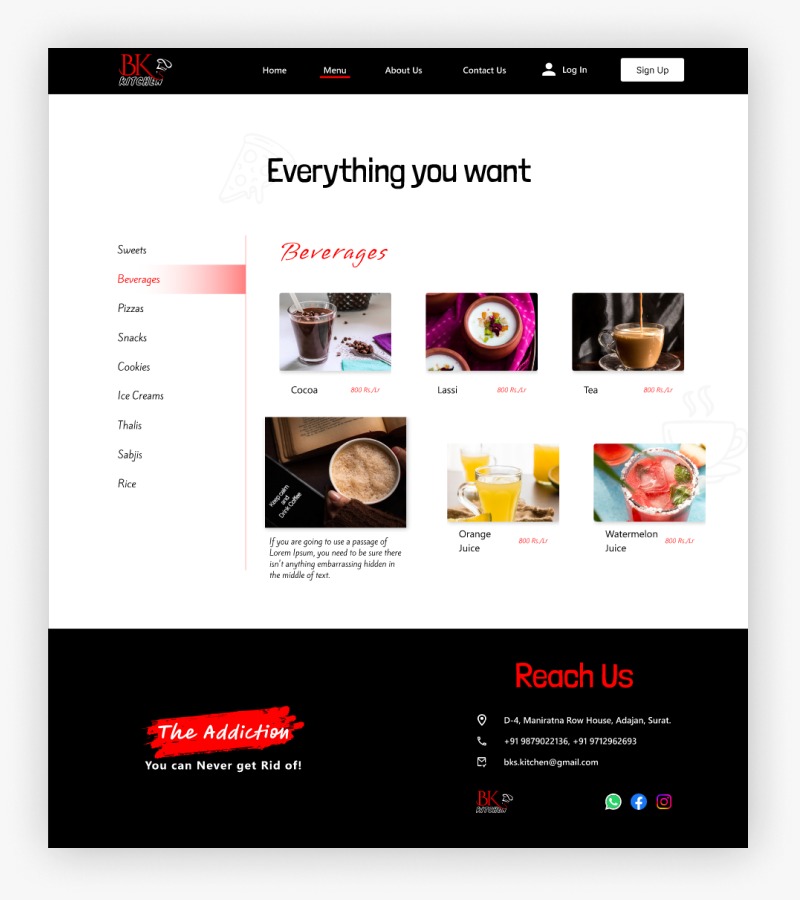 BK
KITCHEN
Home
Menu
About Us
Contact Us
Log In
Sign Up
Everything you want
Sweets
Beverages
Pizzas
Snacks
Cookies
Ice Creams
Thalis
Sabjis
Rice
Beverages
Cocoa
800 Rs./Lr
Lassi
800 Rs./Lr
Tea
800 Rs./Lr
Keep calm
and
Drink Coffee
If you are going to use a passage of
Lorem Ipsum, you need to be sure there
isn't anything embarrassing hidden in
the middle of text.
Orange
Juice
800 Rs./Lr
Watermelon
Juice
800 Rs./Lr
The Addiction
You can Never get Rid of!
Reach Us
D-4, Maniratna Row House, Adajan, Surat.
+91 9879022136, +91 9712962693
bks.kitchen@gmail.com
BK
KITCHEN